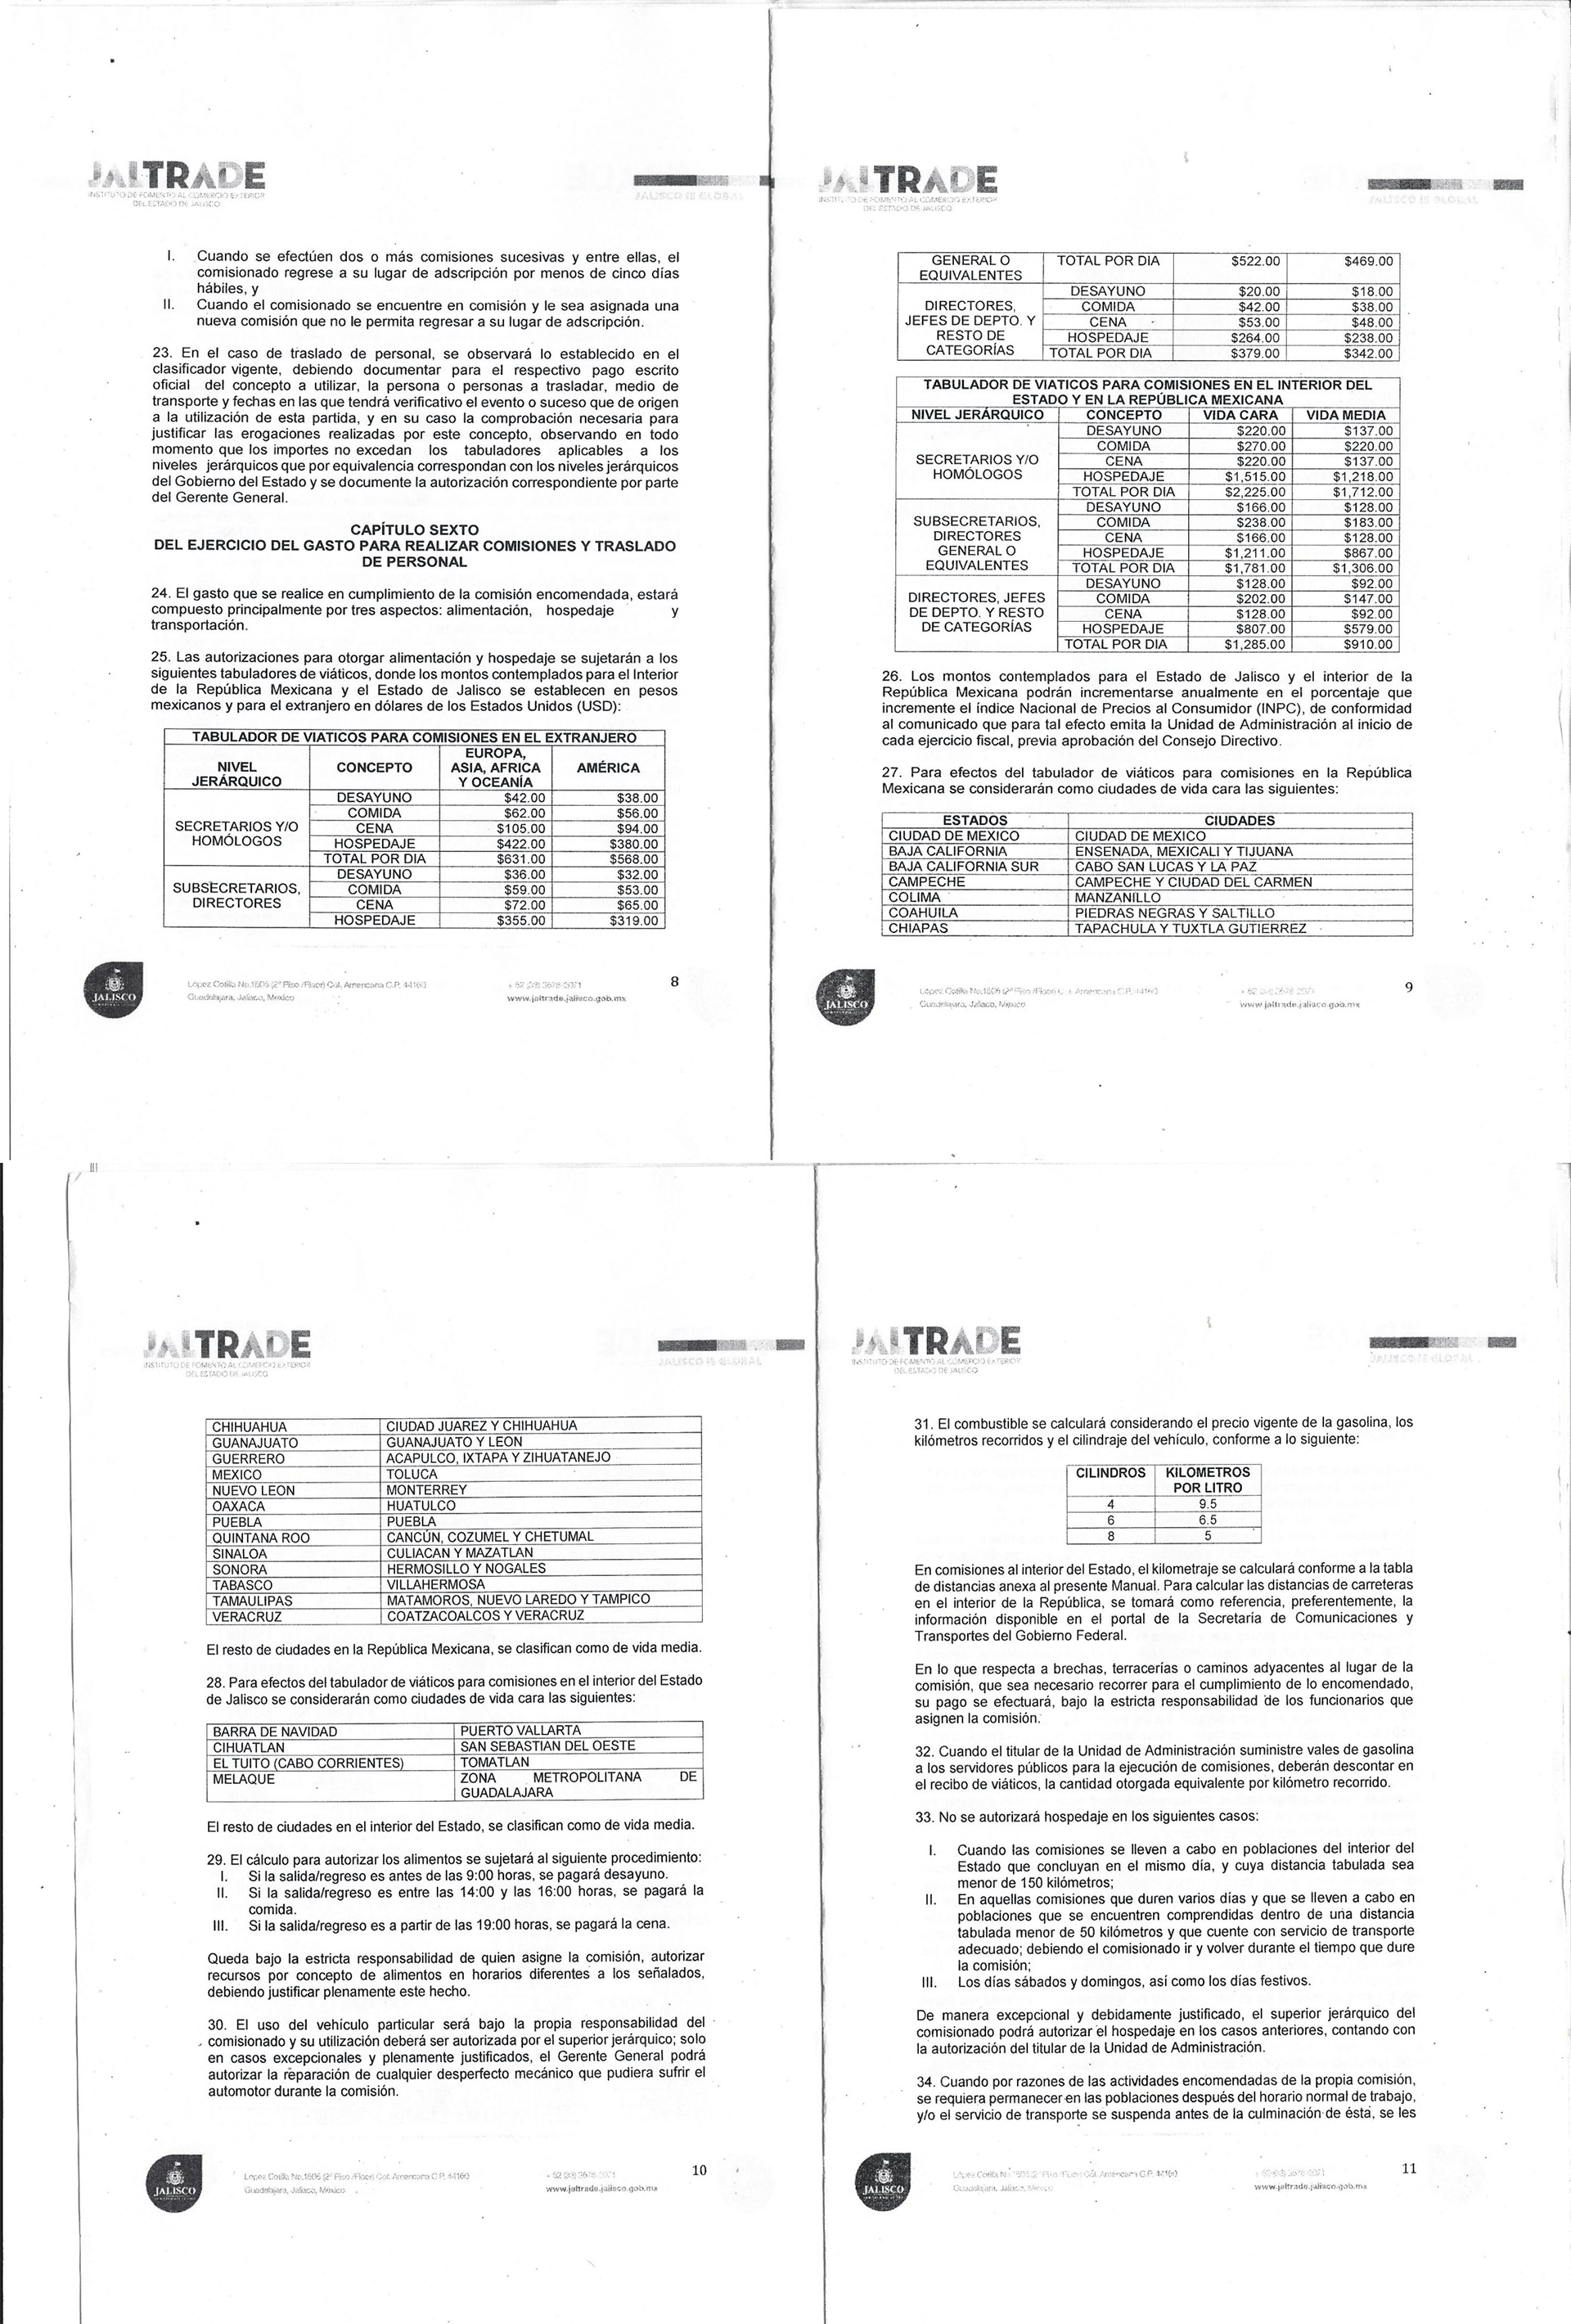 JALTRADE
INSTITUTO DE FOMENTO AL COMERCIO EXTERIOR
DEL ESTADO DE JALISCO
JALISCO IS GLOBAL
I. Cuando se efectúen dos o más comisiones sucesivas y entre ellas, el
comisionado regrese a su lugar de adscripción por menos de cinco días
hábiles, y
II. Cuando el comisionado se encuentre en comisión y le sea asignada una
nueva comisión que no le permita regresar a su lugar de adscripción.
23. En el caso de traslado de personal, se observará lo establecido en el
clasificador vigente, debiendo documentar para el respectivo pago escrito
oficial del concepto a utilizar, la persona o personas a trasladar, medio de
transporte y fechas en las que tendrá verificativo el evento o suceso que de origen
a la utilización de esta partida, y en su caso la comprobación necesaria para
justificar las erogaciones realizadas por este concepto, observando en todo
momento que los importes no excedan los tabuladores aplicables a los
niveles jerárquicos que por equivalencia correspondan con los niveles jerárquicos
del Gobierno del Estado y se documente la autorización correspondiente por parte
del Gerente General.
CAPÍTULO SEXTO
DEL EJERCICIO DEL GASTO PARA REALIZAR COMISIONES Y TRASLADO
DE PERSONAL
24. El gasto que se realice en cumplimiento de la comisión encomendada, estará
compuesto principalmente por tres aspectos: alimentación, hospedaje y
transportación.
25. Las autorizaciones para otorgar alimentación y hospedaje se sujetarán a los
siguientes tabuladores de viáticos, donde los montos contemplados para el Interior
de la República Mexicana y el Estado de Jalisco se establecen en pesos
mexicanos y para el extranjero en dólares de los Estados Unidos (USD):
TABULADOR DE VIATICOS PARA COMISIONES EN EL EXTRANJERO
NIVEL JERÁRQUICO CONCEPTO EUROPA, ASIA, AFRICA Y OCEANÍA AMÉRICA
SECRETARIOS Y/O HOMÓLOGOS DESAYUNO $42.00 $38.00
COMIDA $62.00 $56.00
CENA $105.00 $94.00
HOSPEDAJE $422.00 $380.00
TOTAL POR DIA $631.00 $568.00
SUBSECRETARIOS, DIRECTORES DESAYUNO $36.00 $32.00
COMIDA $59.00 $53.00
CENA $72.00 $65.00
HOSPEDAJE $355.00 $319.00
JALISCO
López Cotilla No.1505 (2° Piso /Floor) Col. Americana C.P. 44160
Guadalajara, Jalisco, México
+ 52 (33) 3678-2071
www.jaltrade.jalisco.gob.mx
8
JALTRADE
INSTITUTO DE FOMENTO AL COMERCIO EXTERIOR
DEL ESTADO DE JALISCO
JALISCO IS GLOBAL
GENERAL O EQUIVALENTES TOTAL POR DIA $522.00 $469.00
DIRECTORES, JEFES DE DEPTO. Y RESTO DE CATEGORÍAS DESAYUNO $20.00 $18.00
COMIDA $42.00 $38.00
CENA $53.00 $48.00
HOSPEDAJE $264.00 $238.00
TOTAL POR DIA $379.00 $342.00
TABULADOR DE VIATICOS PARA COMISIONES EN EL INTERIOR DEL
ESTADO Y EN LA REPÚBLICA MEXICANA
NIVEL JERÁRQUICO CONCEPTO VIDA CARA VIDA MEDIA
SECRETARIOS Y/O HOMÓLOGOS DESAYUNO $220.00 $137.00
COMIDA $270.00 $220.00
CENA $220.00 $137.00
HOSPEDAJE $1,515.00 $1,218.00
TOTAL POR DIA $2,225.00 $1,712.00
SUBSECRETARIOS, DIRECTORES GENERAL O EQUIVALENTES DESAYUNO $166.00 $128.00
COMIDA $238.00 $183.00
CENA $166.00 $128.00
HOSPEDAJE $1,211.00 $867.00
TOTAL POR DIA $1,781.00 $1,306.00
DIRECTORES, JEFES DE DEPTO. Y RESTO DE CATEGORÍAS DESAYUNO $128.00 $92.00
COMIDA $202.00 $147.00
CENA $128.00 $92.00
HOSPEDAJE $807.00 $579.00
TOTAL POR DIA $1,285.00 $910.00
26. Los montos contemplados para el Estado de Jalisco y el interior de la
República Mexicana podrán incrementarse anualmente en el porcentaje que
incremente el índice Nacional de Precios al Consumidor (INPC), de conformidad
al comunicado que para tal efecto emita la Unidad de Administración al inicio de
cada ejercicio fiscal, previa aprobación del Consejo Directivo.
27. Para efectos del tabulador de viáticos para comisiones en la República
Mexicana se considerarán como ciudades de vida cara las siguientes:
ESTADOS CIUDADES
CIUDAD DE MEXICO CIUDAD DE MEXICO
BAJA CALIFORNIA ENSENADA, MEXICALI Y TIJUANA
BAJA CALIFORNIA SUR CABO SAN LUCAS Y LA PAZ
CAMPECHE CAMPECHE Y CIUDAD DEL CARMEN
COLIMA MANZANILLO
COAHUILA PIEDRAS NEGRAS Y SALTILLO
CHIAPAS TAPACHULA Y TUXTLA GUTIERREZ
JALISCO
Guadalajara, Jalisco, México
www.jaltrade.jalisco.gob.mx
9
JALTRADE
INSTITUTO DE FOMENTO AL COMERCIO EXTERIOR
DEL ESTADO DE JALISCO
JALISCO IS GLOBAL
CHIHUAHUA CIUDAD JUAREZ Y CHIHUAHUA
GUANAJUATO GUANAJUATO Y LEON
GUERRERO ACAPULCO, IXTAPA Y ZIHUATANEJO
MEXICO TOLUCA
NUEVO LEON MONTERREY
OAXACA HUATULCO
PUEBLA PUEBLA
QUINTANA ROO CANCÚN, COZUMEL Y CHETUMAL
SINALOA CULIACAN Y MAZATLAN
SONORA HERMOSILLO Y NOGALES
TABASCO VILLAHERMOSA
TAMAULIPAS MATAMOROS, NUEVO LAREDO Y TAMPICO
VERACRUZ COATZACOALCOS Y VERACRUZ
El resto de ciudades en la República Mexicana, se clasifican como de vida media.
28. Para efectos del tabulador de viáticos para comisiones en el interior del Estado
de Jalisco se considerarán como ciudades de vida cara las siguientes:
BARRA DE NAVIDAD PUERTO VALLARTA
CIHUATLAN SAN SEBASTIAN DEL OESTE
EL TUITO (CABO CORRIENTES) TOMATLAN
MELAQUE ZONA METROPOLITANA DE
GUADALAJARA
El resto de ciudades en el interior del Estado, se clasifican como de vida media.
29. El cálculo para autorizar los alimentos se sujetará al siguiente procedimiento:
I. Si la salida/regreso es antes de las 9:00 horas, se pagará desayuno.
II. Si la salida/regreso es entre las 14:00 y las 16:00 horas, se pagará la
comida.
III. Si la salida/regreso es a partir de las 19:00 horas, se pagará la cena.
Queda bajo la estricta responsabilidad de quien asigne la comisión, autorizar
recursos por concepto de alimentos en horarios diferentes a los señalados,
debiendo justificar plenamente este hecho.
30. El uso del vehículo particular será bajo la propia responsabilidad del
comisionado y su utilización deberá ser autorizada por el superior jerárquico; solo
en casos excepcionales y plenamente justificados, el Gerente General podrá
autorizar la reparación de cualquier desperfecto mecánico que pudiera sufrir el
automotor durante la comisión.
JALISCO
Guadalajara, Jalisco, México
www.jaltrade.jalisco.gob.mx
10
JALTRADE
INSTITUTO DE FOMENTO AL COMERCIO EXTERIOR
DEL ESTADO DE JALISCO
JALISCO IS GLOBAL
31. El combustible se calculará considerando el precio vigente de la gasolina, los
kilómetros recorridos y el cilindraje del vehículo, conforme a lo siguiente:
CILINDROS KILÓMETROS POR LITRO
4 9.5
6 6.5
8 5
En comisiones al interior del Estado, el kilometraje se calculará conforme a la tabla
de distancias anexa al presente Manual. Para calcular las distancias de carreteras
en el interior de la República, se tomará como referencia, preferentemente, la
información disponible en el portal de la Secretaría de Comunicaciones y
Transportes del Gobierno Federal.
En lo que respecta a brechas, terracerías o caminos adyacentes al lugar de la
comisión, que sea necesario recorrer para el cumplimiento de lo encomendado,
su pago se efectuará, bajo la estricta responsabilidad de los funcionarios que
asignen la comisión.
32. Cuando el titular de la Unidad de Administración suministre vales de gasolina
a los servidores públicos para la ejecución de comisiones, deberán descontar en
el recibo de viáticos, la cantidad otorgada equivalente por kilómetro recorrido.
33. No se autorizará hospedaje en los siguientes casos:
I. Cuando las comisiones se lleven a cabo en poblaciones del interior del
Estado que concluyan en el mismo día, y cuya distancia tabulada sea
menor de 150 kilómetros;
II. En aquellas comisiones que duren varios días y que se lleven a cabo en
poblaciones que se encuentren comprendidas dentro de una distancia
tabulada menor de 50 kilómetros y que cuente con servicio de transporte
adecuado; debiendo el comisionado ir y volver durante el tiempo que dure
la comisión;
III. Los días sábados y domingos, así como los días festivos.
De manera excepcional y debidamente justificado, el superior jerárquico del
comisionado podrá autorizar el hospedaje en los casos anteriores, contando con
la autorización del titular de la Unidad de Administración.
34. Cuando por razones de las actividades encomendadas de la propia comisión,
se requiera permanecer en las poblaciones después del horario normal de trabajo,
y/o el servicio de transporte se suspenda antes de la culminación de ésta, se les
JALISCO
www.jaltrade.jalisco.gob.mx
11